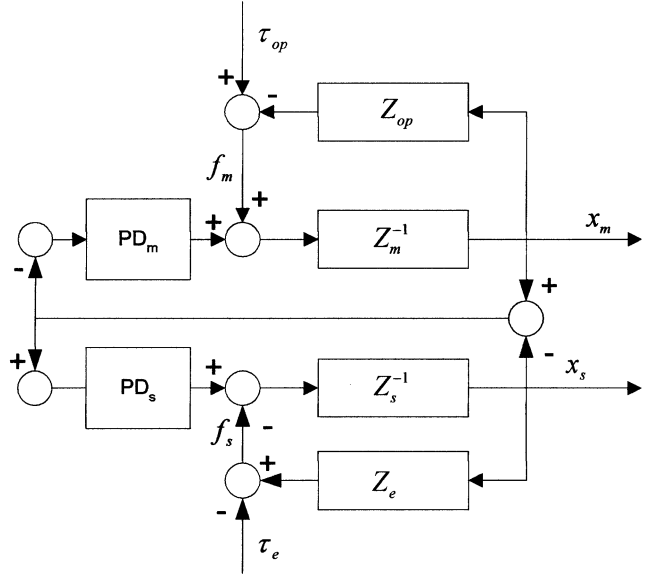 τ_op
+
-
Z_op
f_m
+
+
PD_m
Z_m^-1
x_m
-
+
+
-
PD_s
+
Z_s^-1
x_s
f_s
-
+
Z_e
-
τ_e